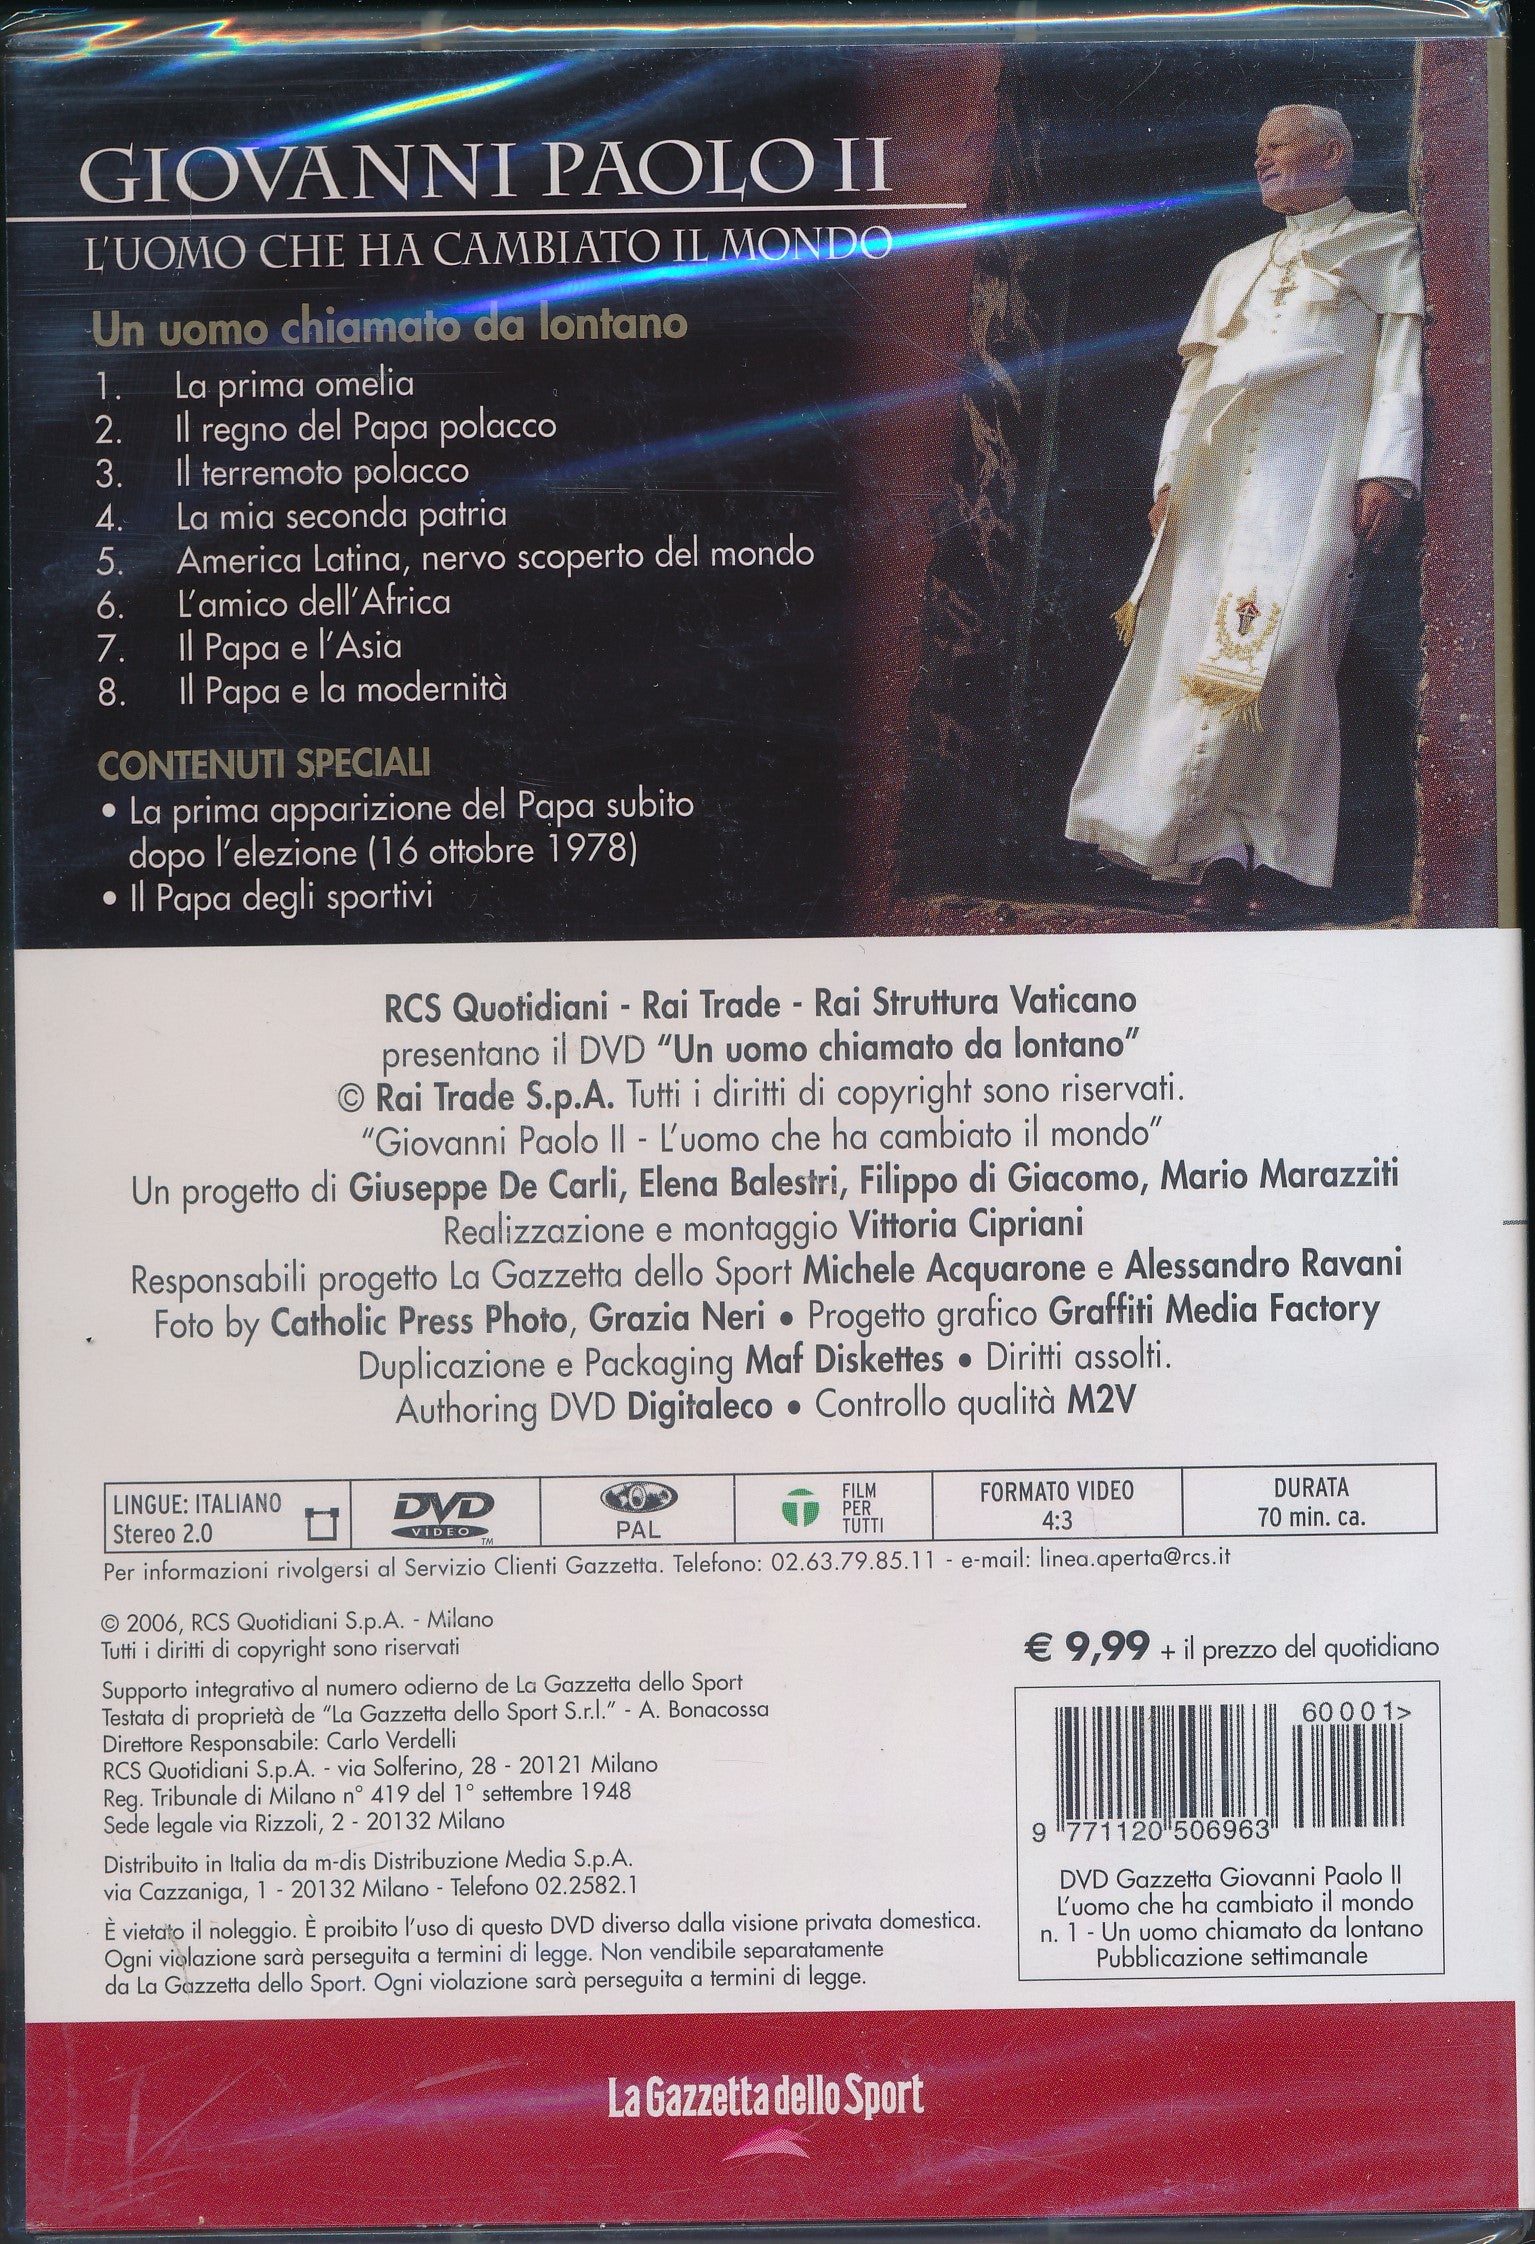 GIOVANNI PAOLO II
L'UOMO CHE HA CAMBIATO IL MONDO
Un uomo chiamato da lontano
1. La prima omelia
2. Il regno del Papa polacco
3. Il terremoto polacco
4. La mia seconda patria
5. America Latina, nervo scoperto del mondo
6. L'amico dell'Africa
7. Il Papa e l'Asia
8. Il Papa e la modernità
CONTENUTI SPECIALI
• La prima apparizione del Papa subito
dopo l'elezione (16 ottobre 1978)
• Il Papa degli sportivi
RCS Quotidiani - Rai Trade - Rai Struttura Vaticano
presentano il DVD "Un uomo chiamato da lontano"
© Rai Trade S.p.A. Tutti i diritti di copyright sono riservati.
"Giovanni Paolo II - L'uomo che ha cambiato il mondo"
Un progetto di Giuseppe De Carli, Elena Balestri, Filippo di Giacomo, Mario Marazziti
Realizzazione e montaggio Vittoria Cipriani
Responsabili progetto La Gazzetta dello Sport Michele Acquarone e Alessandro Ravani
Foto by Catholic Press Photo, Grazia Neri • Progetto grafico Graffiti Media Factory
Duplicazione e Packaging Maf Diskettes • Diritti assolti.
Authoring DVD Digitaleco • Controllo qualità M2V
LINGUE: ITALIANO
Stereo 2.0
DVD
VIDEO
TM
PAL
FILM
PER
TUTTI
FORMATO VIDEO
4:3
DURATA
70 min. ca.
Per informazioni rivolgersi al Servizio Clienti Gazzetta. Telefono: 02.63.79.85.11 - e-mail: linea.aperta@rcs.it
© 2006, RCS Quotidiani S.p.A. - Milano
Tutti i diritti di copyright sono riservati
Supporto integrativo al numero odierno de La Gazzetta dello Sport
Testata di proprietà de "La Gazzetta dello Sport S.r.l." - A. Bonacossa
Direttore Responsabile: Carlo Verdelli
RCS Quotidiani S.p.A. - via Solferino, 28 - 20121 Milano
Reg. Tribunale di Milano n° 419 del 1° settembre 1948
Sede legale via Rizzoli, 2 - 20132 Milano
Distribuito in Italia da m-dis Distribuzione Media S.p.A.
via Cazzaniga, 1 - 20132 Milano - Telefono 02.2582.1
È vietato il noleggio. È proibito l'uso di questo DVD diverso dalla visione privata domestica.
Ogni violazione sarà perseguita a termini di legge. Non vendibile separatamente
da La Gazzetta dello Sport. Ogni violazione sarà perseguita a termini di legge.
€ 9,99 + il prezzo del quotidiano
60001>
9 771120 506963
DVD Gazzetta Giovanni Paolo II
L'uomo che ha cambiato il mondo
n. 1 - Un uomo chiamato da lontano
Pubblicazione settimanale
La Gazzetta dello Sport